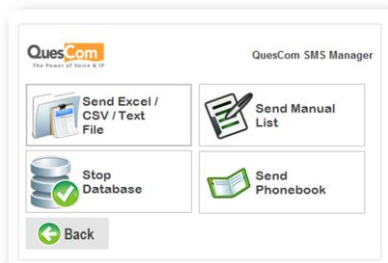 QuesCom
The Power of Voice & IP
QuesCom SMS Manager
Send Excel /
CSV / Text
File
Send Manual
List
Stop
Database
Send
Phonebook
Back